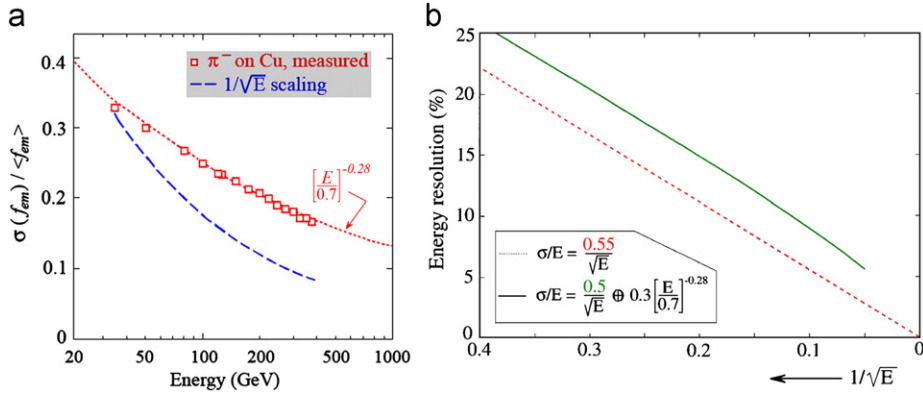 a
σ (f_em) / <f_em>
0.4
0.3
0.2
0.1
0
π⁻ on Cu, measured
1/√E scaling
[E/0.7]^-0.28
20
50
100
200
500
1000
Energy (GeV)
b
Energy resolution (%)
25
20
15
10
5
0
σ/E = 0.55/√E
σ/E = 0.5/√E ⊕ 0.3[E/0.7]^-0.28
0.4
0.3
0.2
0.1
0
1/√E